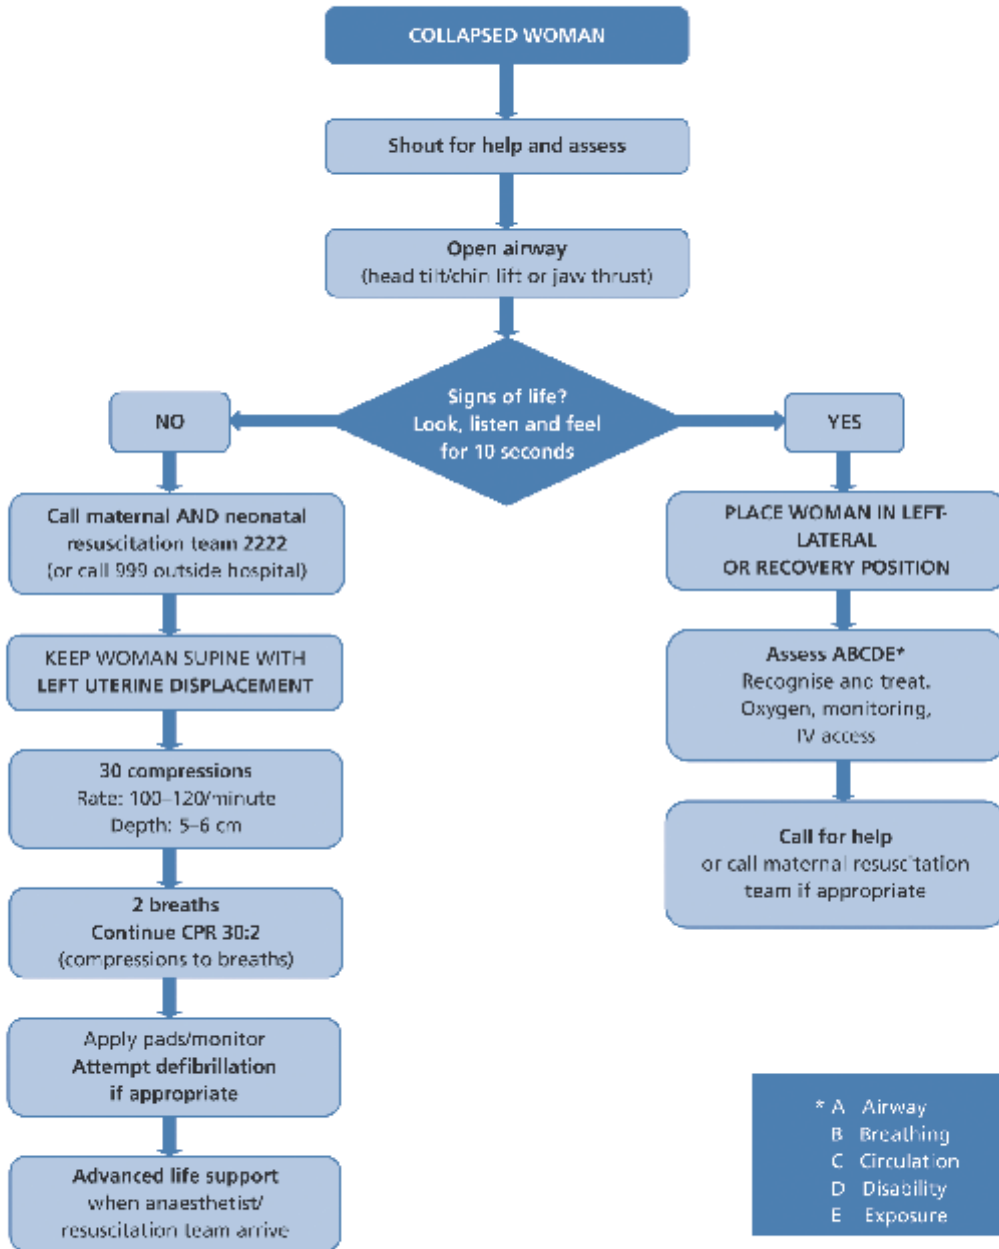 COLLAPSED WOMAN
Shout for help and assess
Open airway
(head tilt/chin lift or jaw thrust)
Signs of life?
Look, listen and feel
for 10 seconds
NO
Call maternal AND neonatal
resuscitation team 2222
(or call 999 outside hospital)
KEEP WOMAN SUPINE WITH
LEFT UTERINE DISPLACEMENT
30 compressions
Rate: 100–120/minute
Depth: 5–6 cm
2 breaths
Continue CPR 30:2
(compressions to breaths)
Apply pads/monitor
Attempt defibrillation
if appropriate
Advanced life support
when anaesthetist/
resuscitation team arrive
YES
PLACE WOMAN IN LEFT-
LATERAL
OR RECOVERY POSITION
Assess ABCDE*
Recognise and treat.
Oxygen, monitoring,
IV access
Call for help
or call maternal resuscitation
team if appropriate
* A Airway
B Breathing
C Circulation
D Disability
E Exposure